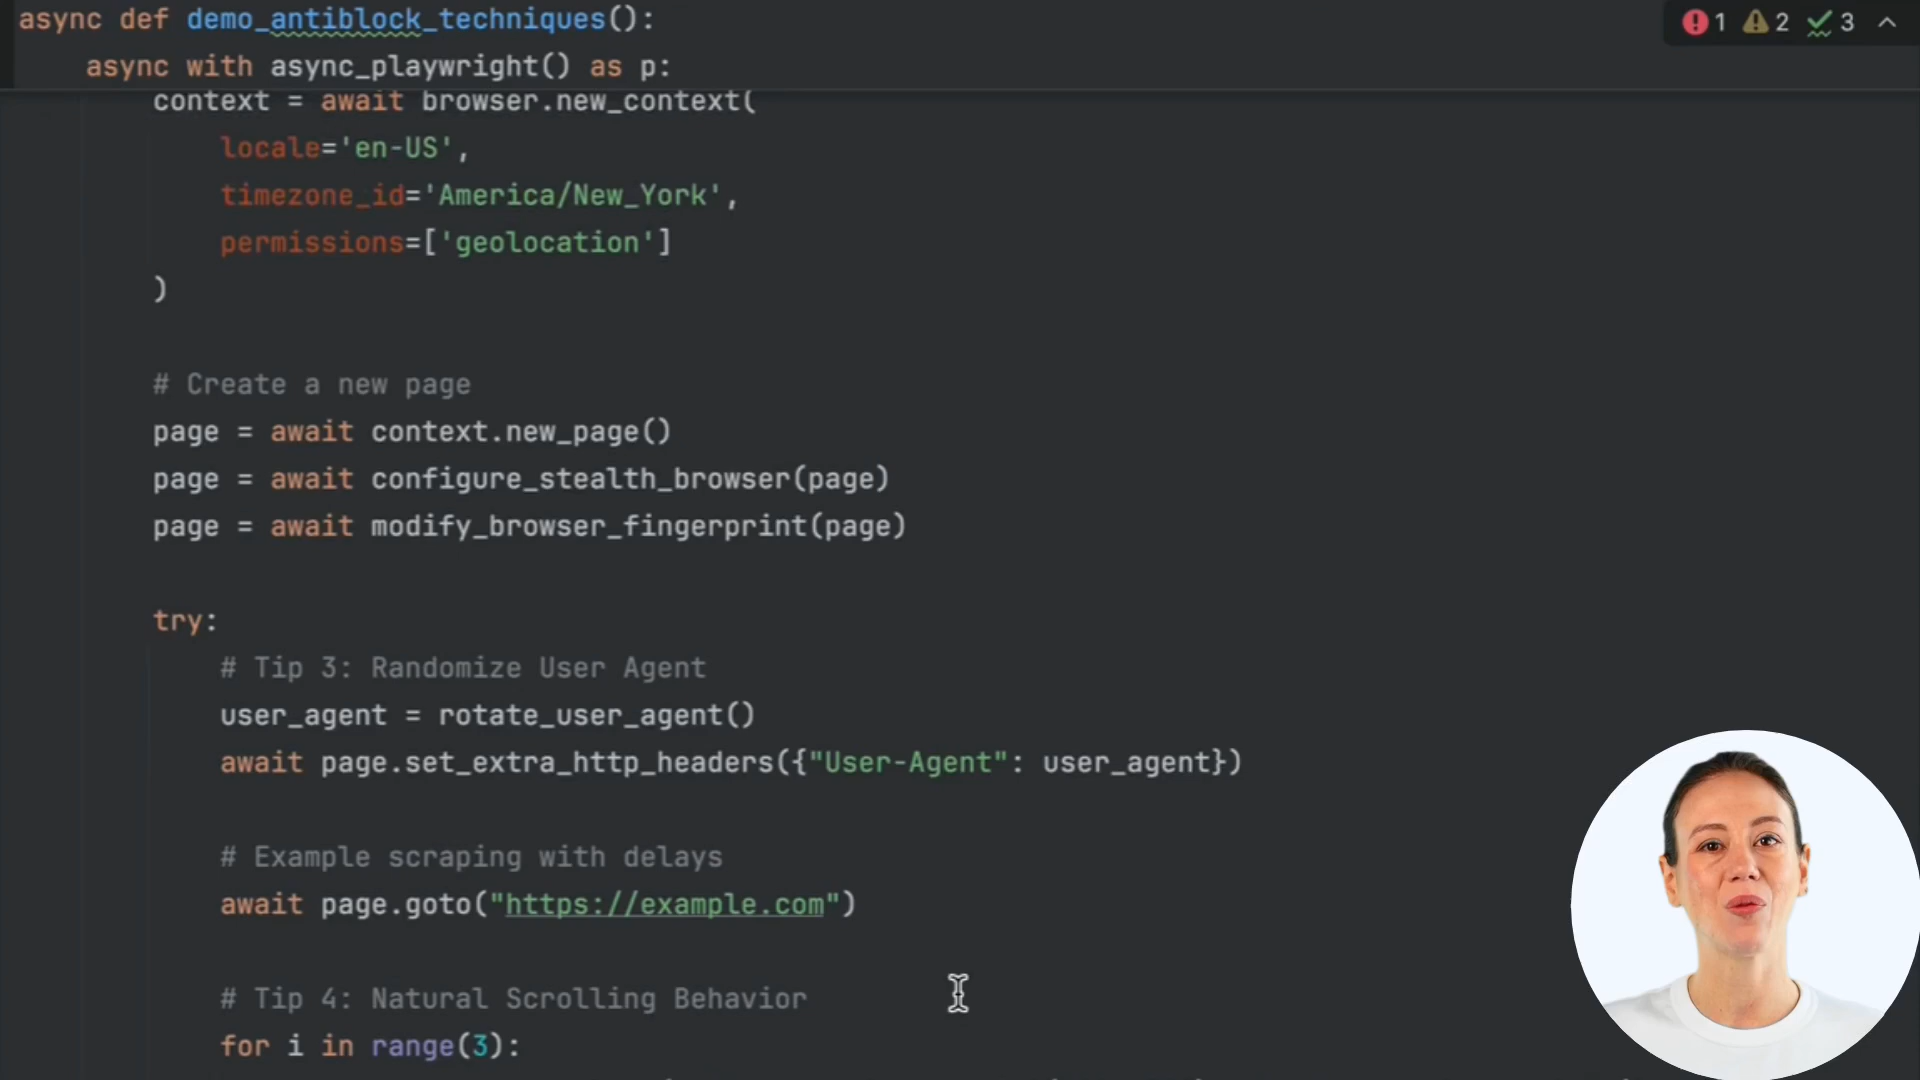 async def demo_antiblock_techniques():
1 2 3
async with async_playwright() as p:
context = await browser.new_context(
locale='en-US',
timezone_id='America/New_York',
permissions=['geolocation']
)
# Create a new page
page = await context.new_page()
page = await configure_stealth_browser(page)
page = await modify_browser_fingerprint(page)
try:
# Tip 3: Randomize User Agent
user_agent = rotate_user_agent()
await page.set_extra_http_headers({"User-Agent": user_agent})
# Example scraping with delays
await page.goto("https://example.com")
# Tip 4: Natural Scrolling Behavior
for i in range(3):